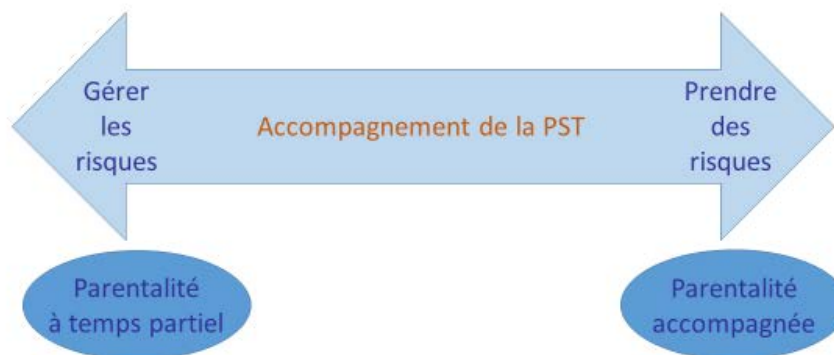 Gérer
les
risques
Accompagnement de la PST
Prendre
des
risques
Parentalité
à temps partiel
Parentalité
accompagnée